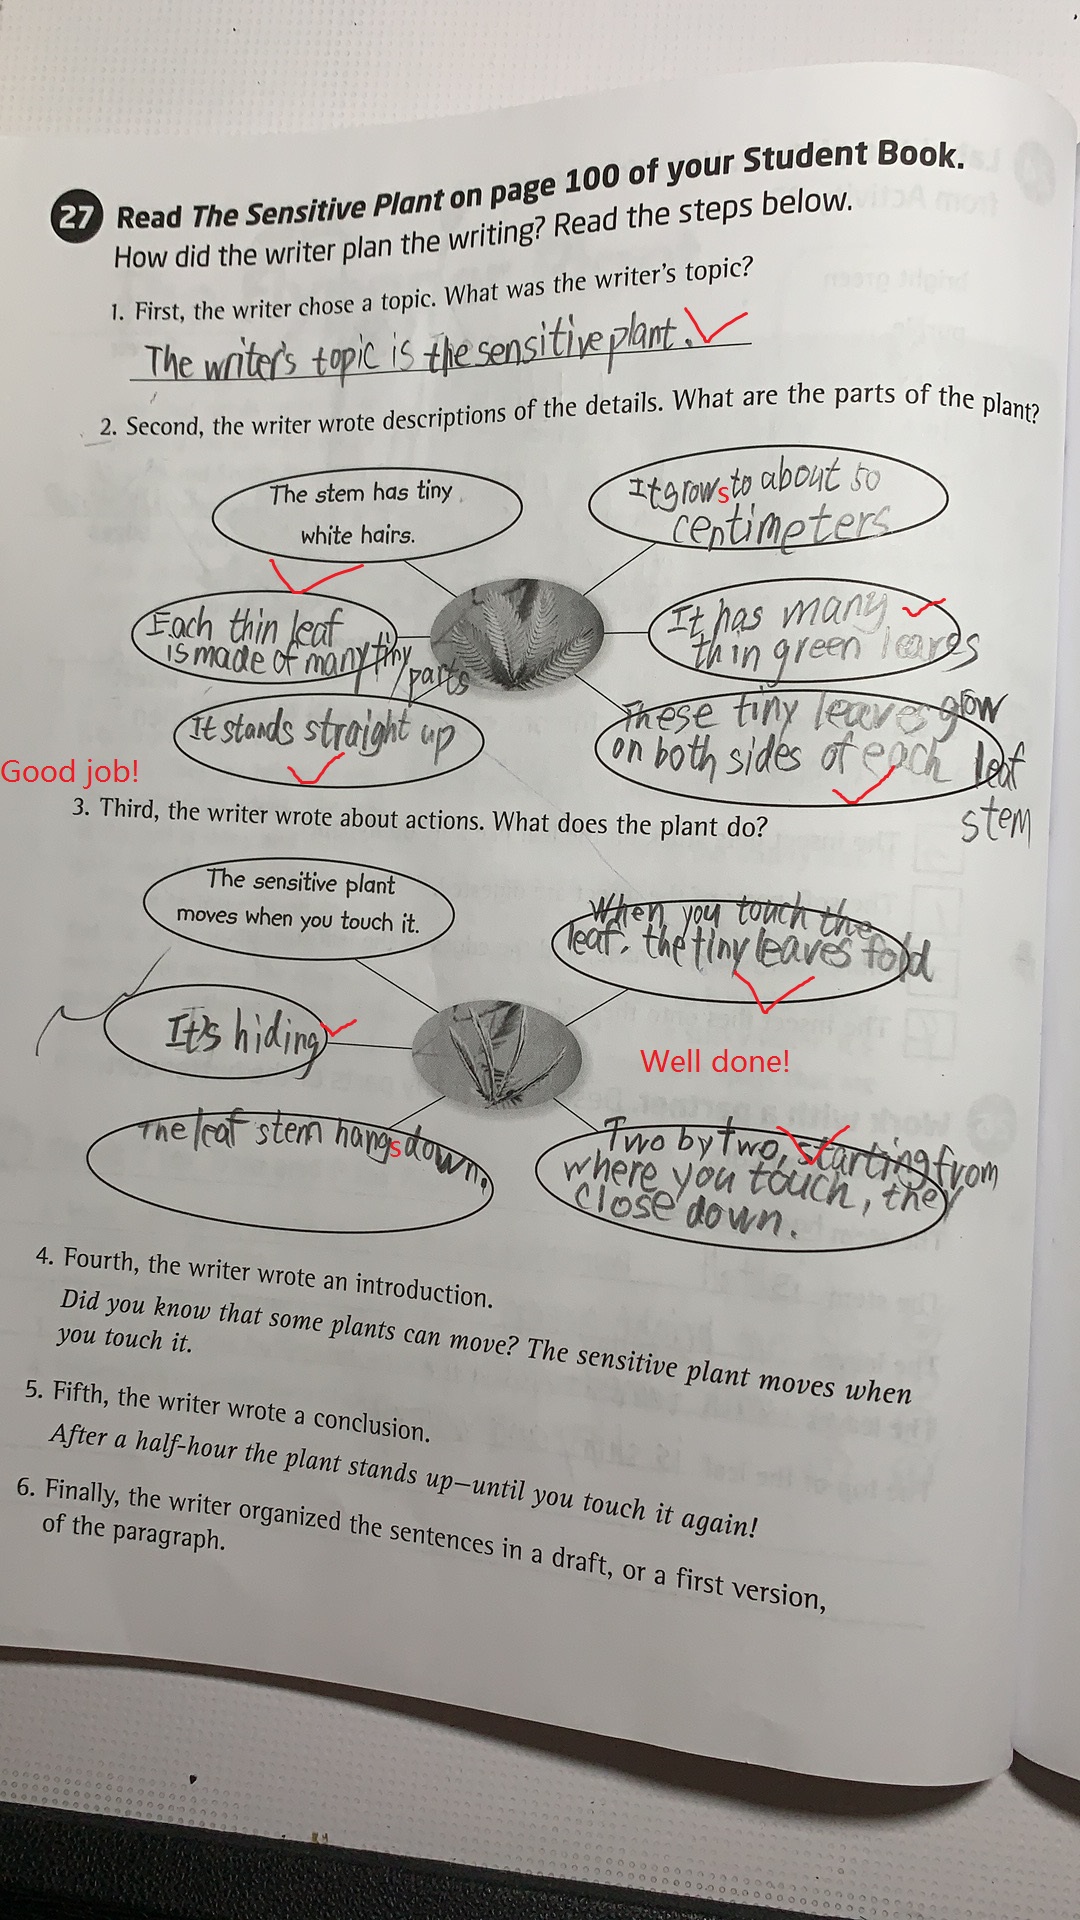 27 Read The Sensitive Plant on page 100 of your Student Book.
How did the writer plan the writing? Read the steps below.
1. First, the writer chose a topic. What was the writer's topic?
The writer's topic is the sensitive plant.
2. Second, the writer wrote descriptions of the details. What are the parts of the plant?
The stem has tiny
white hairs.
It grows to about 50
centimeters
Each thin leaf
is made of many tiny
parts
It has many
thin green leaves
It stands straight up
These tiny leaves grow
on both sides of each leaf
stem
Good job!
3. Third, the writer wrote about actions. What does the plant do?
The sensitive plant
moves when you touch it.
When you touch the
leaf, the tiny leaves fold
It's hiding
Well done!
The leaf stem hangs down.
Two by two, starting from
where you touch, they
close down.
4. Fourth, the writer wrote an introduction.
Did you know that some plants can move? The sensitive plant moves when
you touch it.
5. Fifth, the writer wrote a conclusion.
After a half-hour the plant stands up—until you touch it again!
6. Finally, the writer organized the sentences in a draft, or a first version,
of the paragraph.